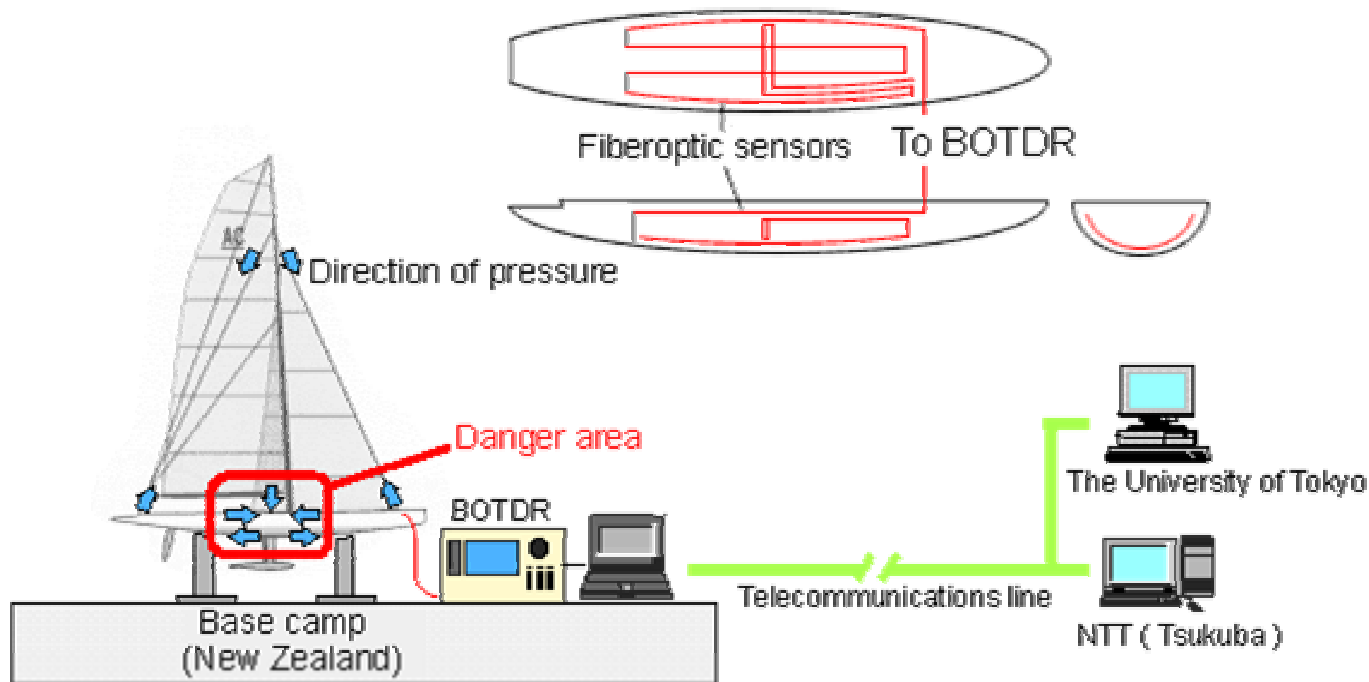 Fiberoptic sensors
To BOTDR
AC
Direction of pressure
Danger area
BOTDR
The University of Tokyo
Telecommunications line
NTT ( Tsukuba )
Base camp
(New Zealand)